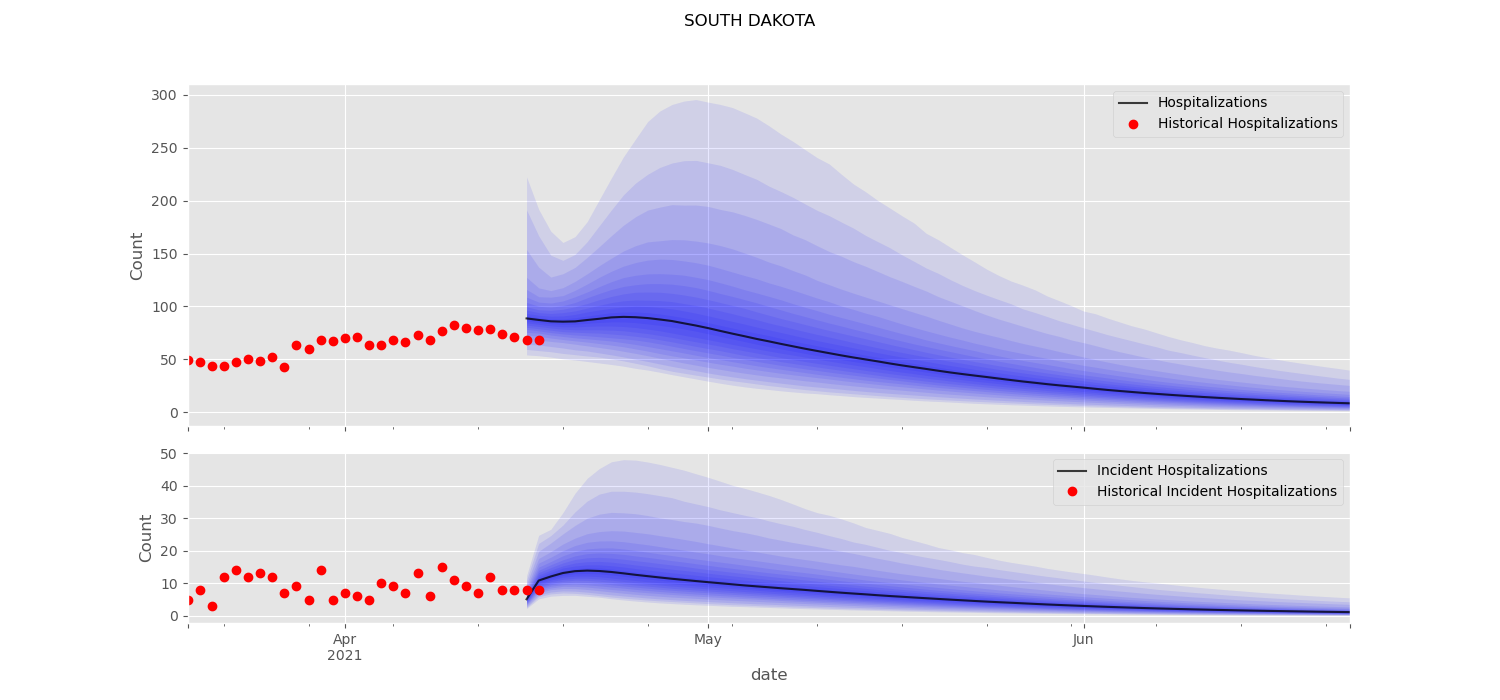 SOUTH DAKOTA
300
250
200
150
100
50
0
Count
Hospitalizations
Historical Hospitalizations
50
40
30
20
10
0
Count
Incident Hospitalizations
Historical Incident Hospitalizations
Apr
2021
May
Jun
date